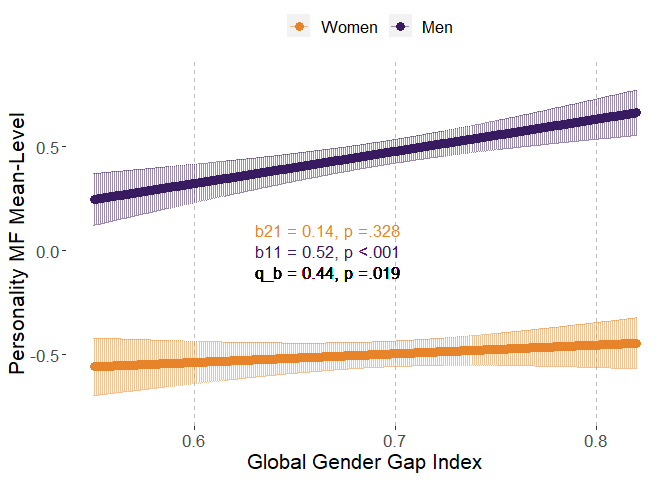 Women Men
Personality MF Mean-Level
0.5
0.0
-0.5
b21 = 0.14, p =.328
b11 = 0.52, p <.001
q_b = 0.44, p =.019
0.6 0.7 0.8
Global Gender Gap Index